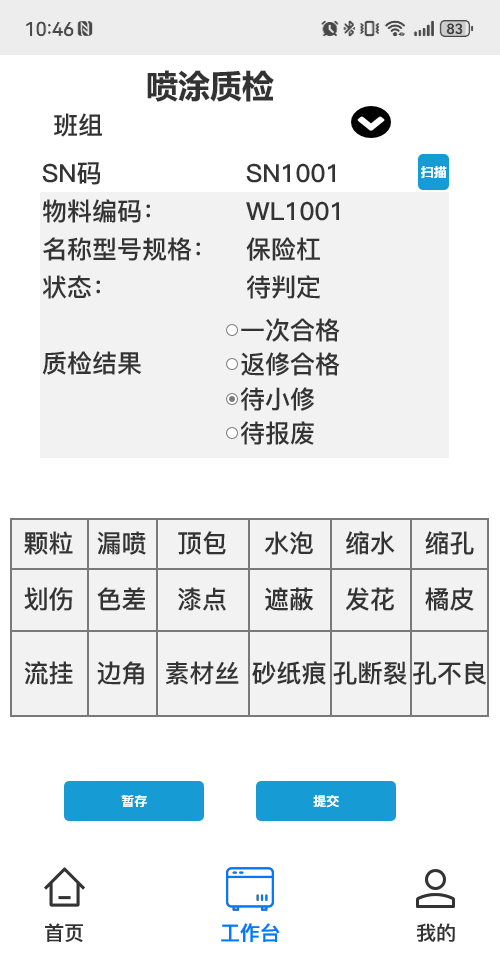 10:46 83
喷涂质检
班组
SN码 SN1001 扫描
物料编码： WL1001
名称型号规格： 保险杠
状态： 待判定
一次合格
返修合格
质检结果
待小修
待报废
颗粒 漏喷 顶包 水泡 缩水 缩孔
划伤 色差 漆点 遮蔽 发花 橘皮
流挂 边角 素材丝 砂纸痕 孔断裂 孔不良
暂存 提交
首页 工作台 我的